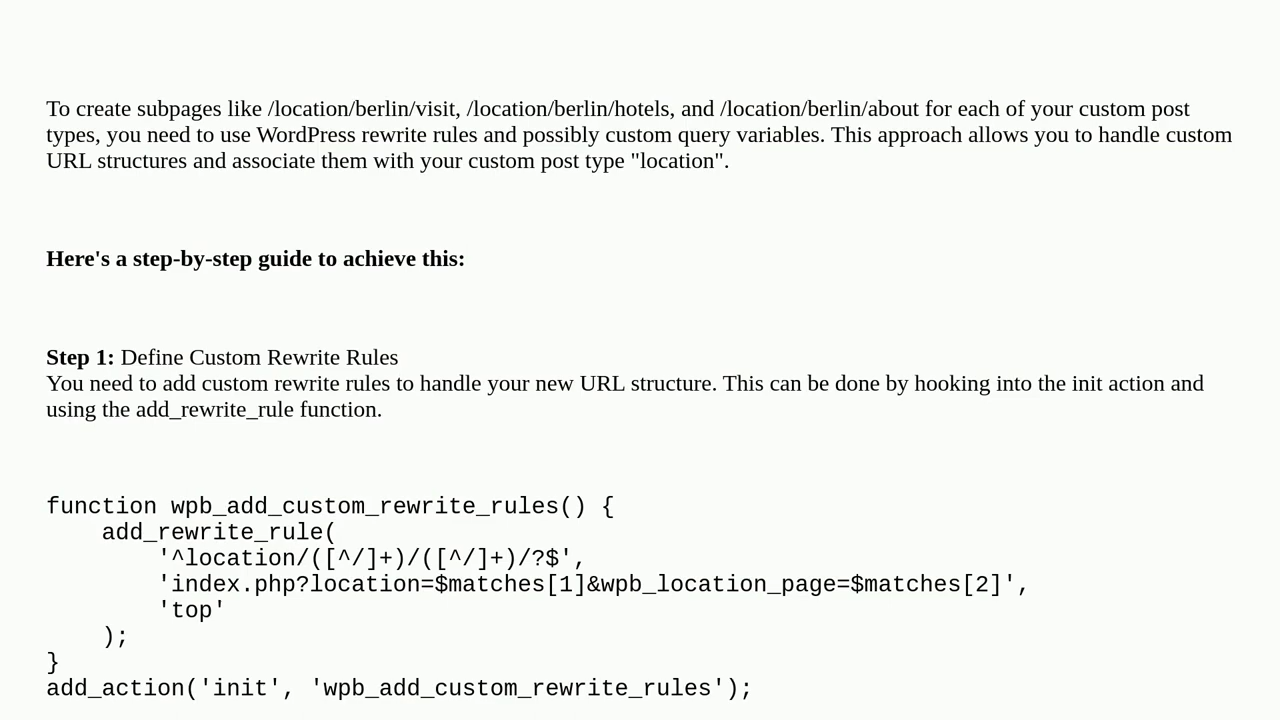 To create subpages like /location/berlin/visit, /location/berlin/hotels, and /location/berlin/about for each of your custom post
types, you need to use WordPress rewrite rules and possibly custom query variables. This approach allows you to handle custom
URL structures and associate them with your custom post type "location".
Here's a step-by-step guide to achieve this:
Step 1: Define Custom Rewrite Rules
You need to add custom rewrite rules to handle your new URL structure. This can be done by hooking into the init action and
using the add_rewrite_rule function.
function wpb_add_custom_rewrite_rules() {
    add_rewrite_rule(
        '^location/([^/]+)/([^/]+)/?$',
        'index.php?location=$matches[1]&wpb_location_page=$matches[2]',
        'top'
    );
}
add_action('init', 'wpb_add_custom_rewrite_rules');